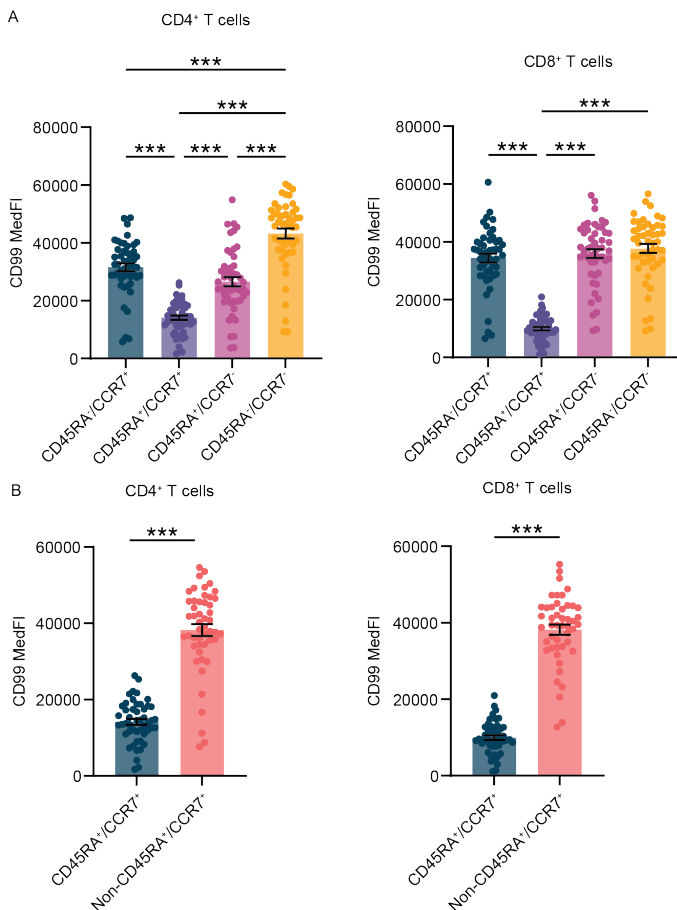 A
CD4⁺ T cells
CD8⁺ T cells
***
***
***
***
***
***
***
***
80000
60000
40000
20000
0
CD99 MedFI
CD45RA⁻/CCR7⁺
CD45RA⁺/CCR7⁺
CD45RA⁺/CCR7⁻
CD45RA⁻/CCR7⁻
80000
60000
40000
20000
0
CD99 MedFI
CD45RA⁻/CCR7⁺
CD45RA⁺/CCR7⁺
CD45RA⁺/CCR7⁻
CD45RA⁻/CCR7⁻
B
CD4⁺ T cells
CD8⁺ T cells
***
***
60000
40000
20000
0
CD99 MedFI
CD45RA⁺/CCR7⁺
Non-CD45RA⁺/CCR7⁺
60000
40000
20000
0
CD99 MedFI
CD45RA⁺/CCR7⁺
Non-CD45RA⁺/CCR7⁺